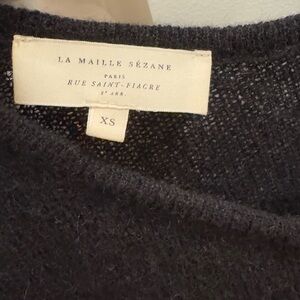 LA MAILLE SÉZANE
PARIS
RUE SAINT-FIACRE
2e ARR.
XS